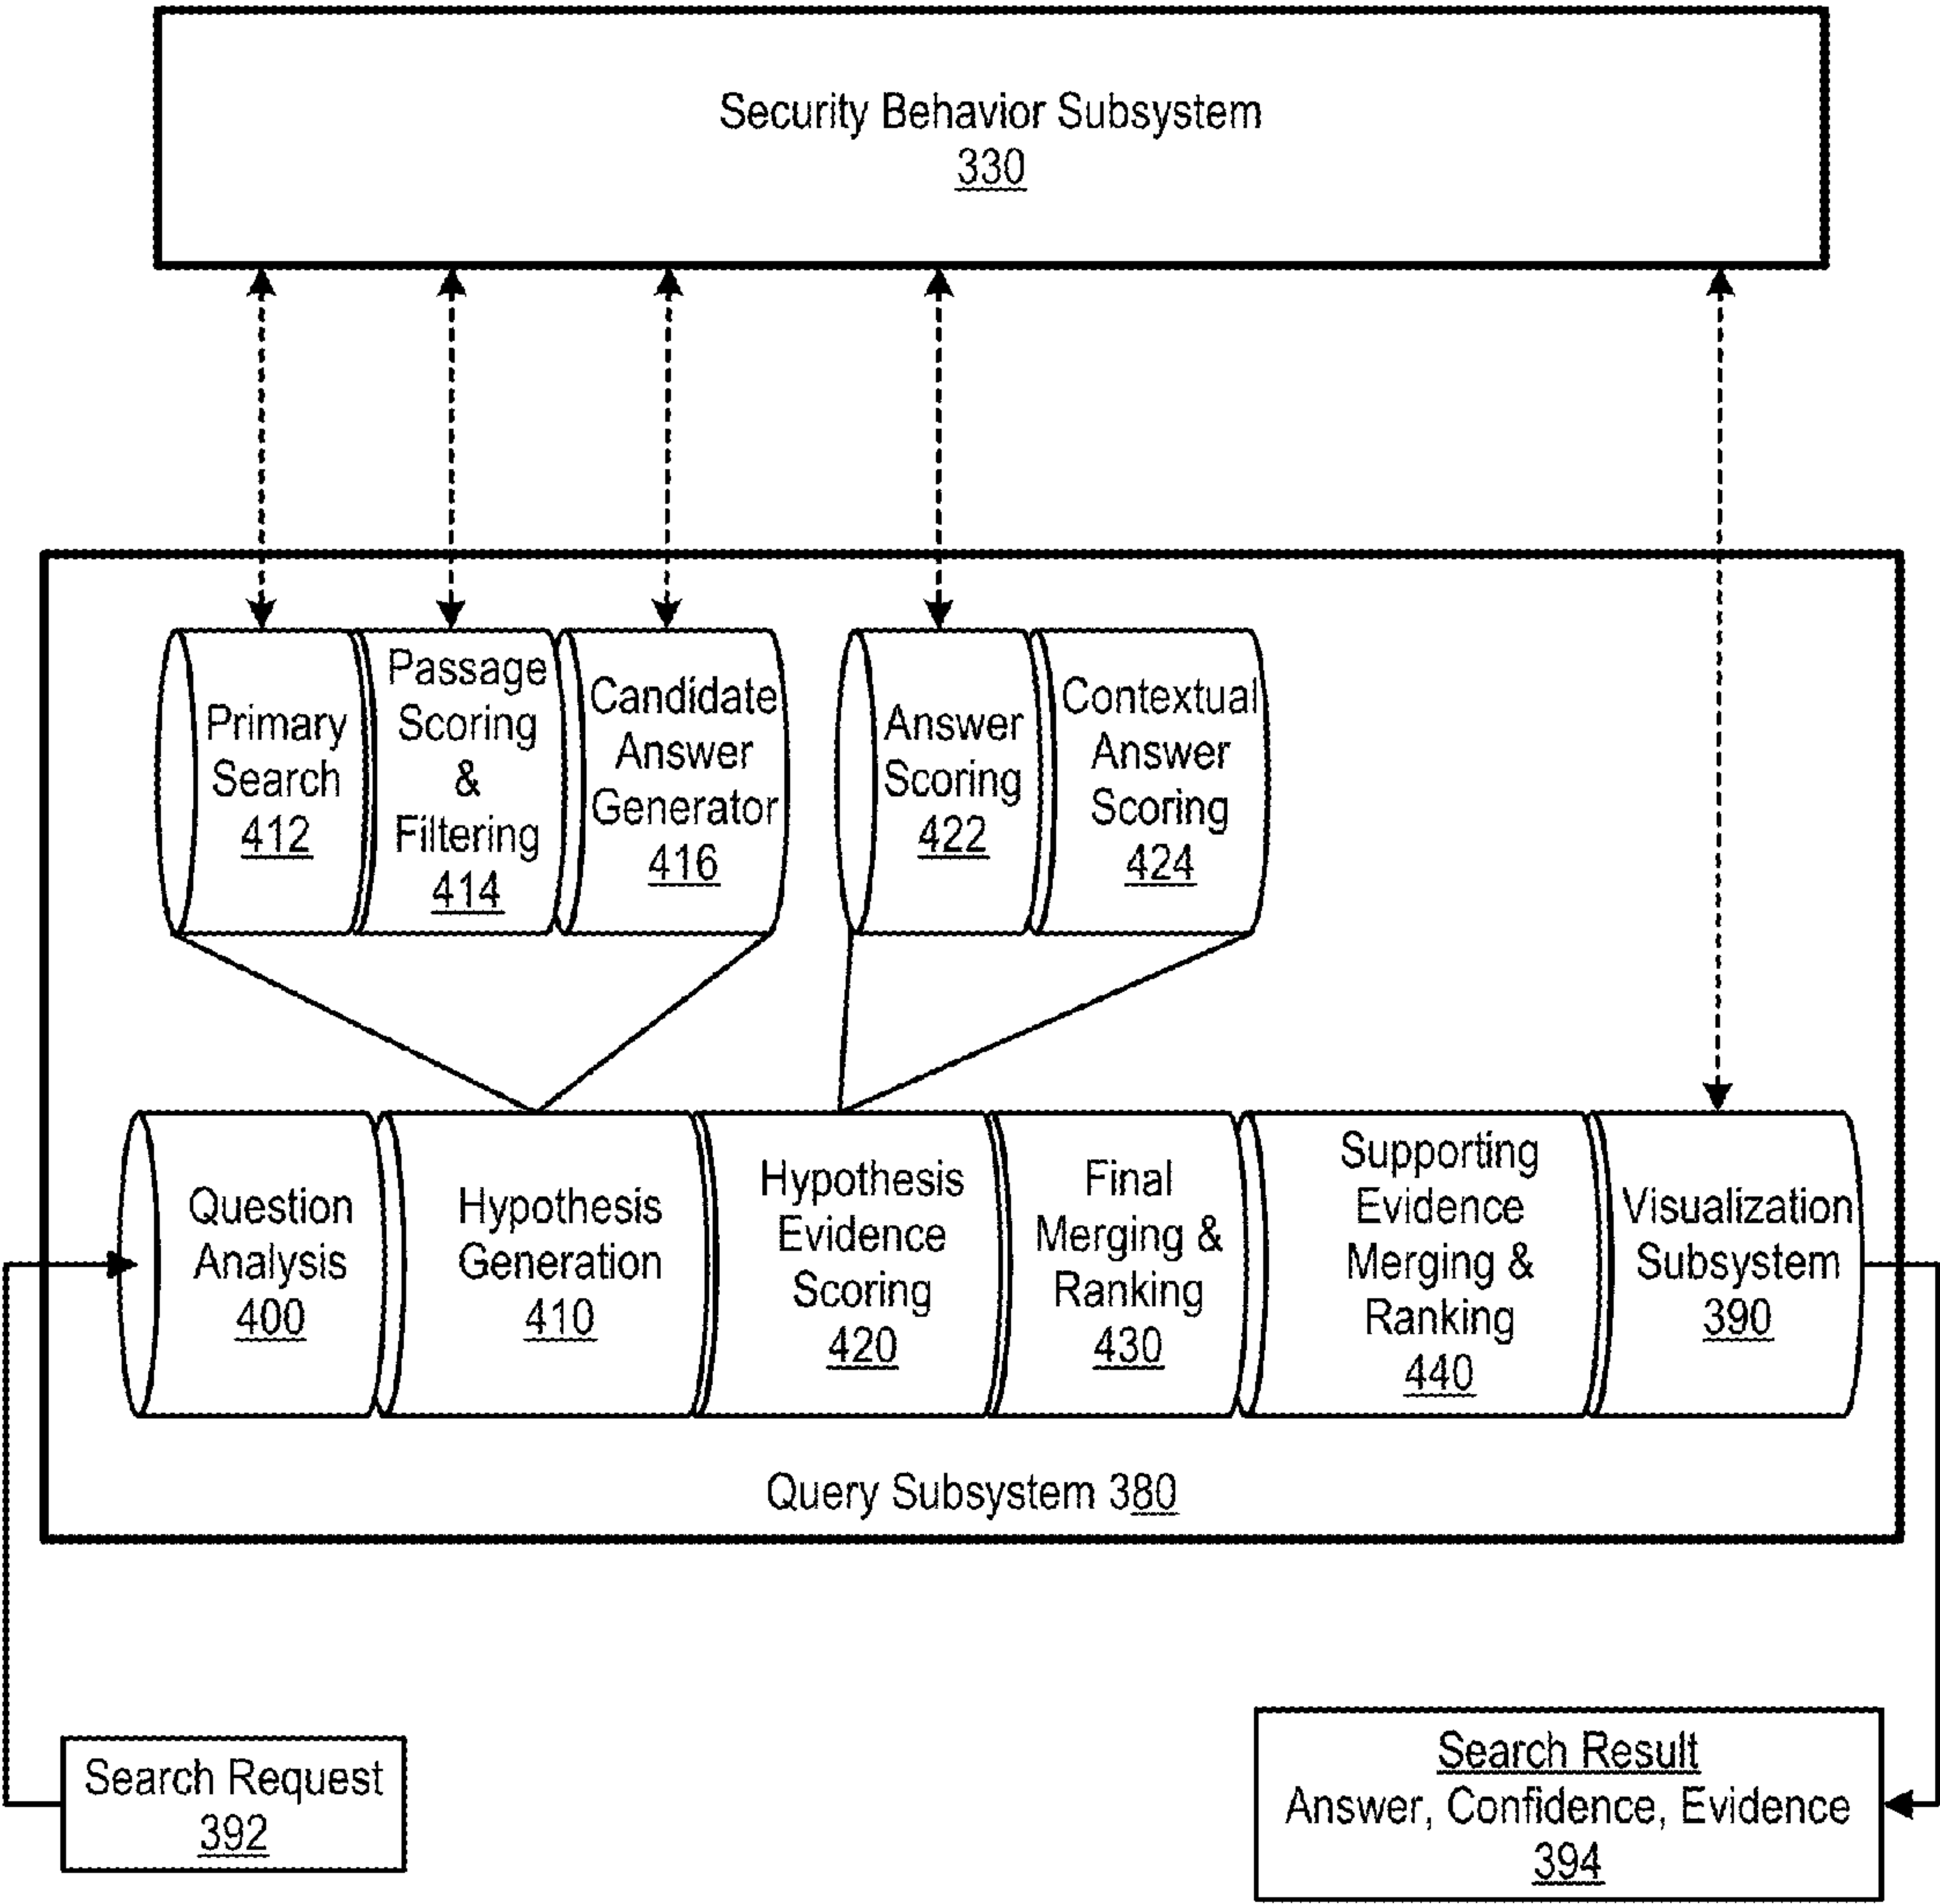 Security Behavior Subsystem
330
Primary
Search
412
Passage
Scoring
&
Filtering
414
Candidate
Answer
Generator
416
Answer
Scoring
422
Contextual
Answer
Scoring
424
Question
Analysis
400
Hypothesis
Generation
410
Hypothesis
Evidence
Scoring
420
Final
Merging &
Ranking
430
Supporting
Evidence
Merging &
Ranking
440
Visualization
Subsystem
390
Query Subsystem 380
Search Request
392
Search Result
Answer, Confidence, Evidence
394